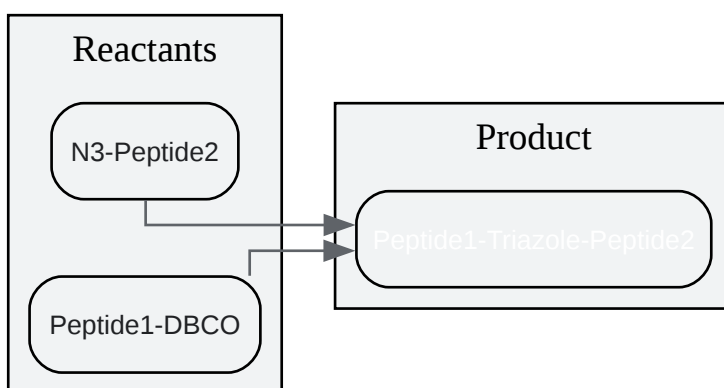 Reactants
N3-Peptide2
Peptide1-DBCO
Product
Peptide1-Triazole-Peptide2